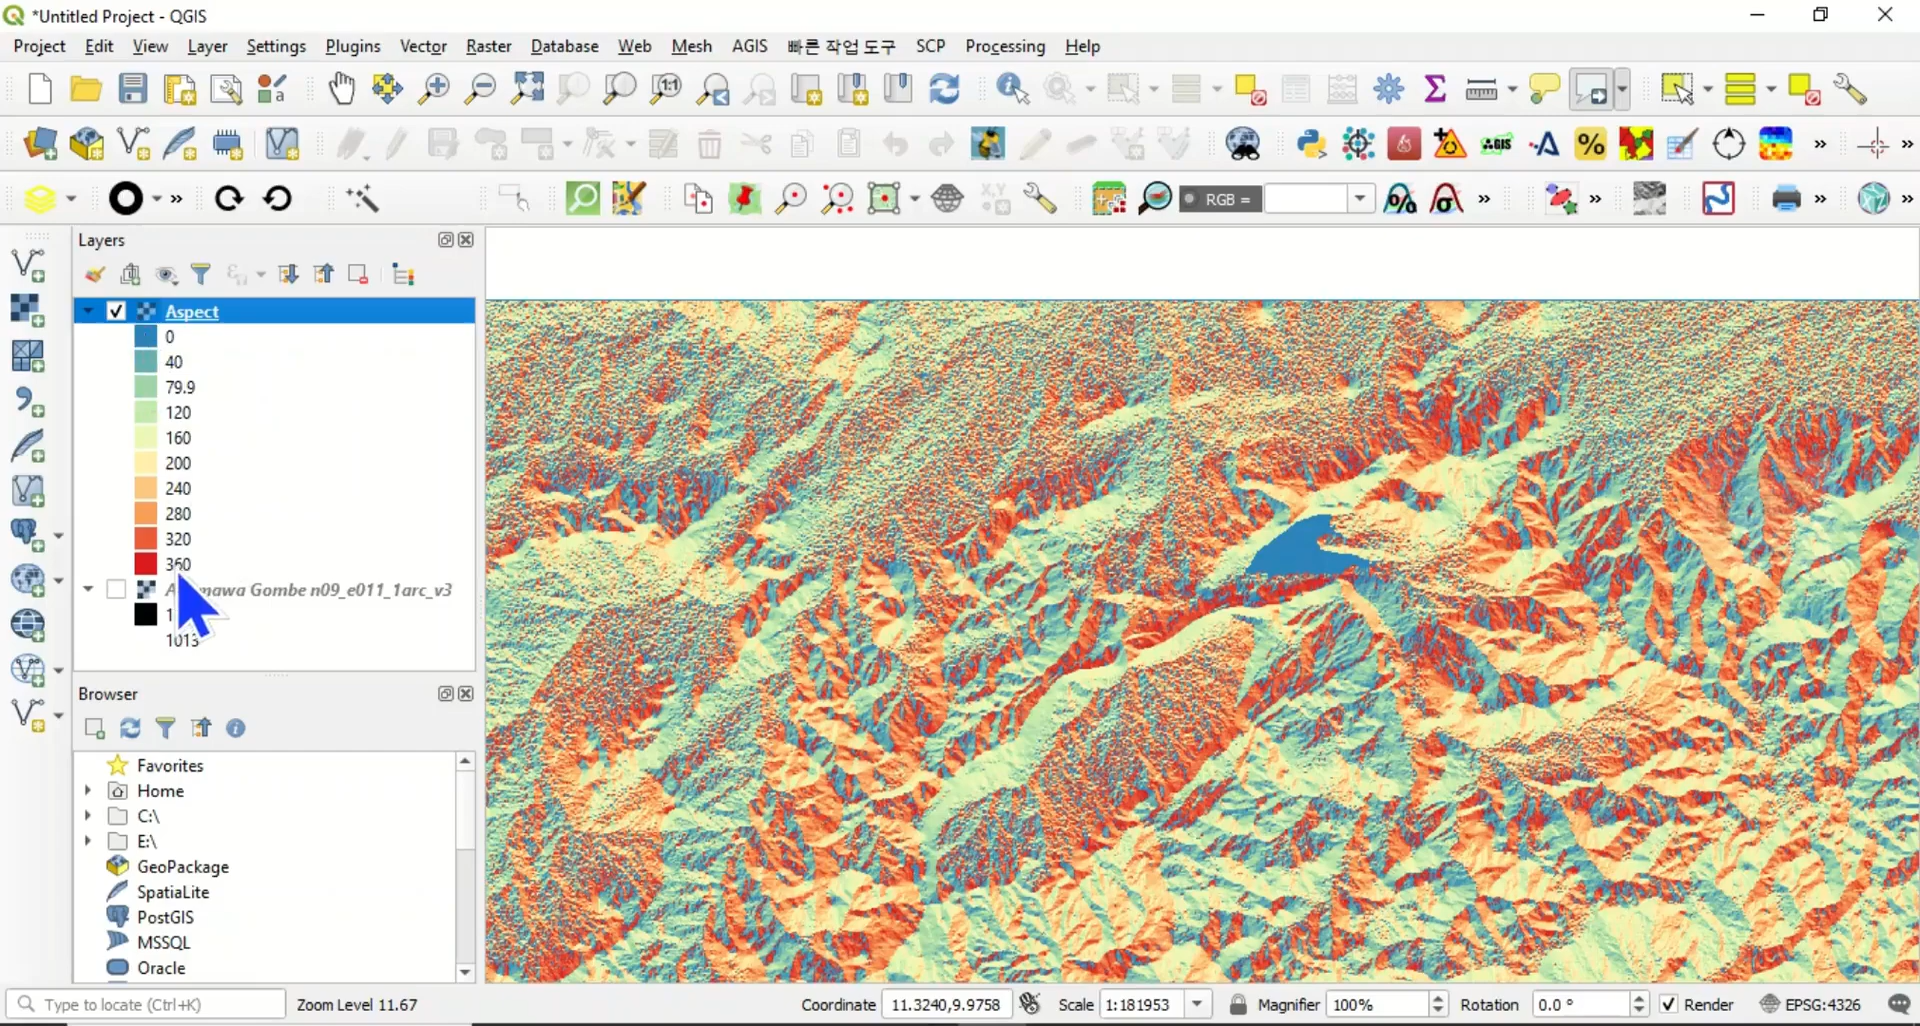 *Untitled Project - QGIS
Project Edit View Layer Settings Plugins Vector Raster Database Web Mesh AGIS 빠른 작업 도구 SCP Processing Help
RGB =
Layers
Aspect
0
40
79.9
120
160
200
240
280
320
360
Gombe n09_e011_1arc_v3
1013
Browser
Favorites
Home
C:\
E:\
GeoPackage
SpatiaLite
PostGIS
MSSQL
Oracle
Type to locate (Ctrl+K) Zoom Level 11.67 Coordinate 11.3240,9.9758 Scale 1:181953 Magnifier 100% Rotation 0.0 ° Render EPSG:4326